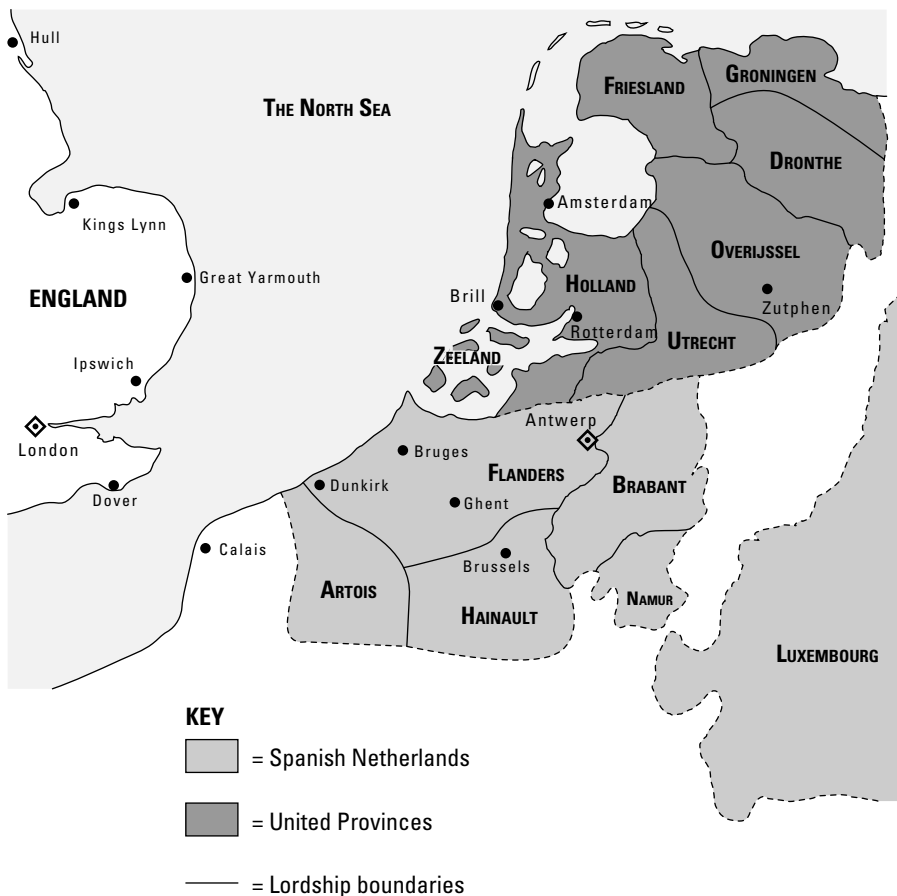 Hull
THE NORTH SEA
FRIESLAND
GRONINGEN
DRONTHE
Kings Lynn
Amsterdam
Great Yarmouth
OVERIJSSEL
ENGLAND
HOLLAND
Brill
Zutphen
Rotterdam
UTRECHT
ZEELAND
Ipswich
Antwerp
London
Bruges
FLANDERS
Dunkirk
BRABANT
Dover
Ghent
Calais
Brussels
ARTOIS
NAMUR
HAINAULT
LUXEMBOURG
KEY
= Spanish Netherlands
= United Provinces
= Lordship boundaries